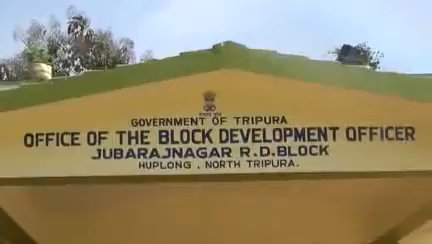 GOVERNMENT OF TRIPURA
OFFICE OF THE BLOCK DEVELOPMENT OFFICER
JUBARAJNAGAR R.D.BLOCK
HUPLONG , NORTH TRIPURA.